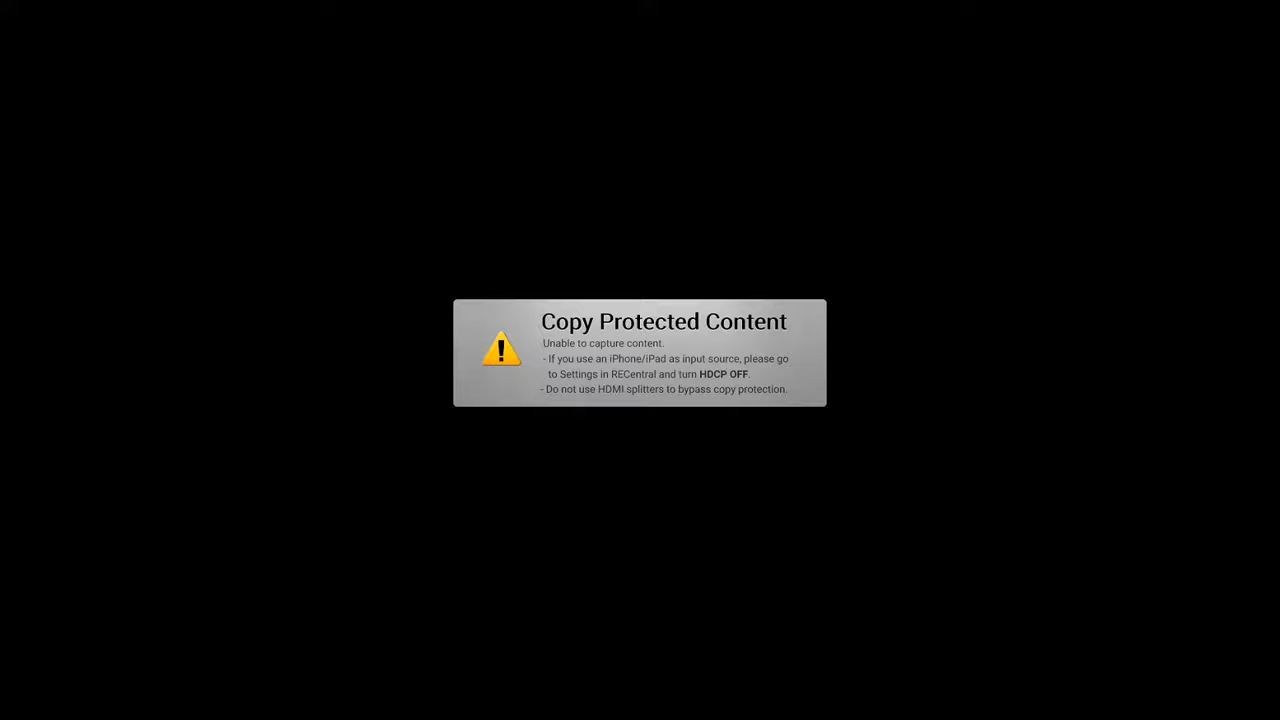 Copy Protected Content
Unable to capture content.
- If you use an iPhone/iPad as input source, please go
to Settings in RECentral and turn HDCP OFF.
- Do not use HDMI splitters to bypass copy protection.